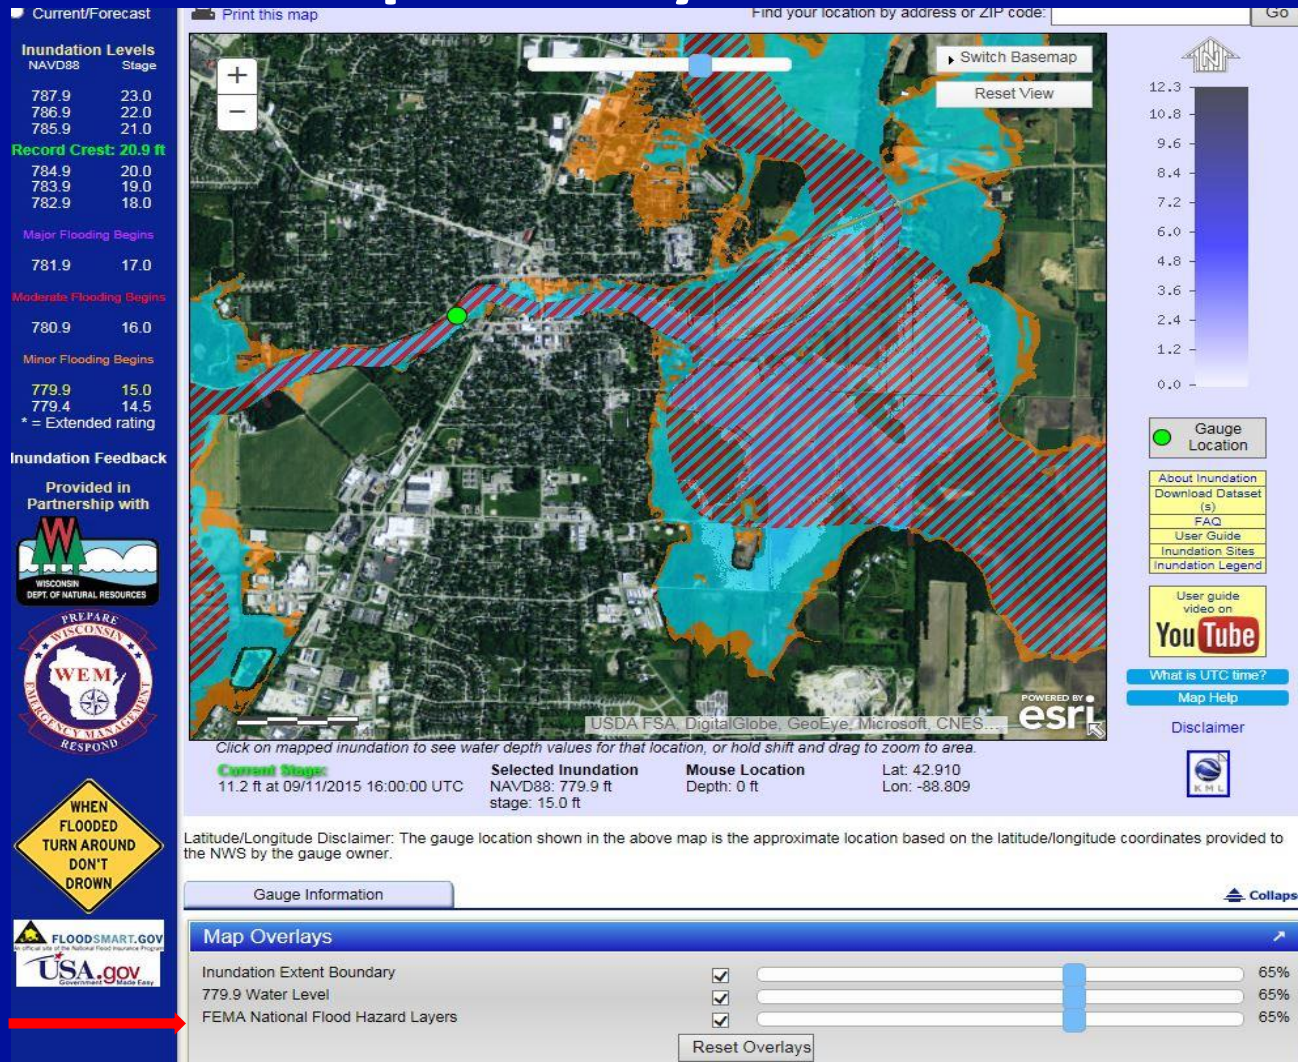 Current/Forecast
Print this map
Find your location by address or ZIP code:
Go
Inundation Levels
NAVD88 Stage
787.9 23.0
786.9 22.0
785.9 21.0
Record Crest: 20.9 ft
784.9 20.0
783.9 19.0
782.9 18.0
Major Flooding Begins
781.9 17.0
Moderate Flooding Begins
780.9 16.0
Minor Flooding Begins
779.9 15.0
779.4 14.5
* = Extended rating
Inundation Feedback
Provided in
Partnership with
WISCONSIN
DEPT. OF NATURAL RESOURCES
PREPARE
WISCONSIN
WEM
EMERGENCY MANAGEMENT
RESPOND
WHEN
FLOODED
TURN AROUND
DON'T
DROWN
FLOODSMART.GOV
An official site of the National Flood Insurance Program
USA.gov
Government Made Easy
+
−
Switch Basemap
Reset View
POWERED BY
esri
USDA FSA, DigitalGlobe, GeoEye, Microsoft, CNES...
12.3
10.8
9.6
8.4
7.2
6.0
4.8
3.6
2.4
1.2
0.0
N
Gauge
Location
About Inundation
Download Dataset
(s)
FAQ
User Guide
Inundation Sites
Inundation Legend
User guide
video on
YouTube
What is UTC time?
Map Help
Disclaimer
KML
Click on mapped inundation to see water depth values for that location, or hold shift and drag to zoom to area.
Current Stage:
11.2 ft at 09/11/2015 16:00:00 UTC
Selected Inundation
NAVD88: 779.9 ft
stage: 15.0 ft
Mouse Location
Depth: 0 ft
Lat: 42.910
Lon: -88.809
Latitude/Longitude Disclaimer: The gauge location shown in the above map is the approximate location based on the latitude/longitude coordinates provided to
the NWS by the gauge owner.
Gauge Information
Collaps
Map Overlays
Inundation Extent Boundary 65%
779.9 Water Level 65%
FEMA National Flood Hazard Layers 65%
Reset Overlays